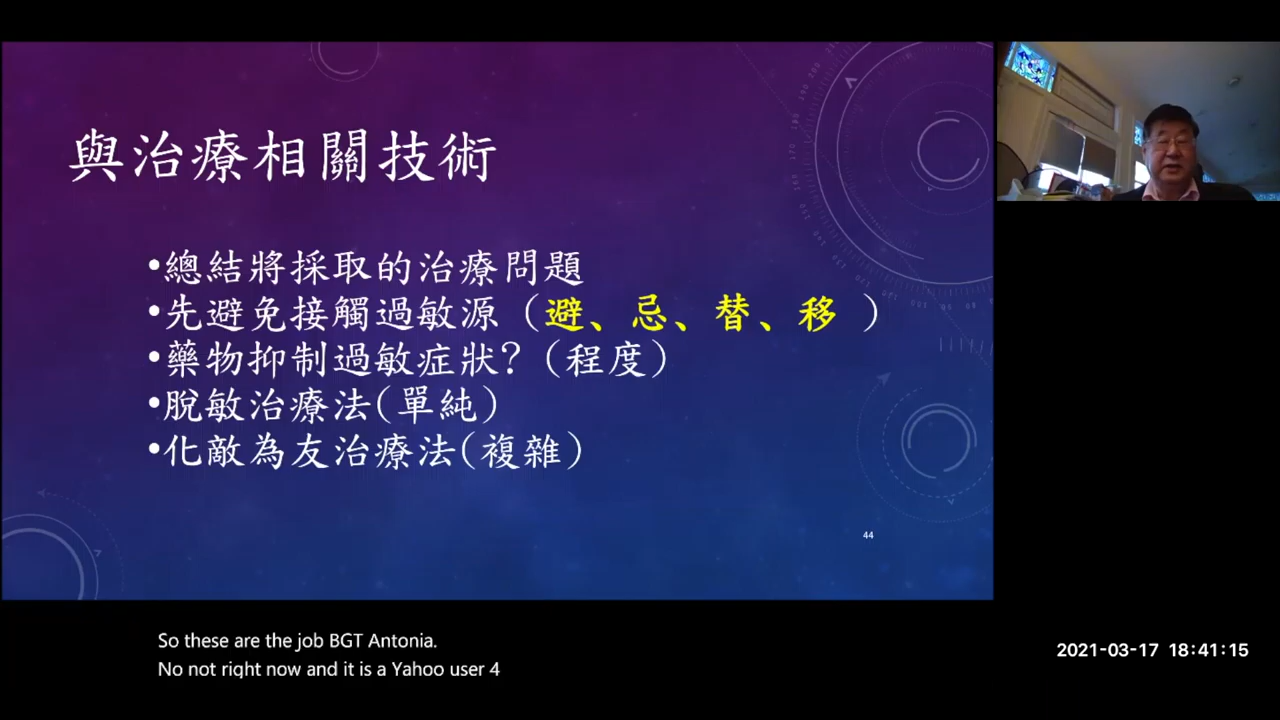 與治療相關技術
•總結將採取的治療問題
•先避免接觸過敏源（避、忌、替、移 ）
•藥物抑制過敏症狀？(程度)
•脫敏治療法(單純)
•化敵為友治療法(複雜)
44
So these are the job BGT Antonia.
No not right now and it is a Yahoo user 4
2021-03-17 18:41:15